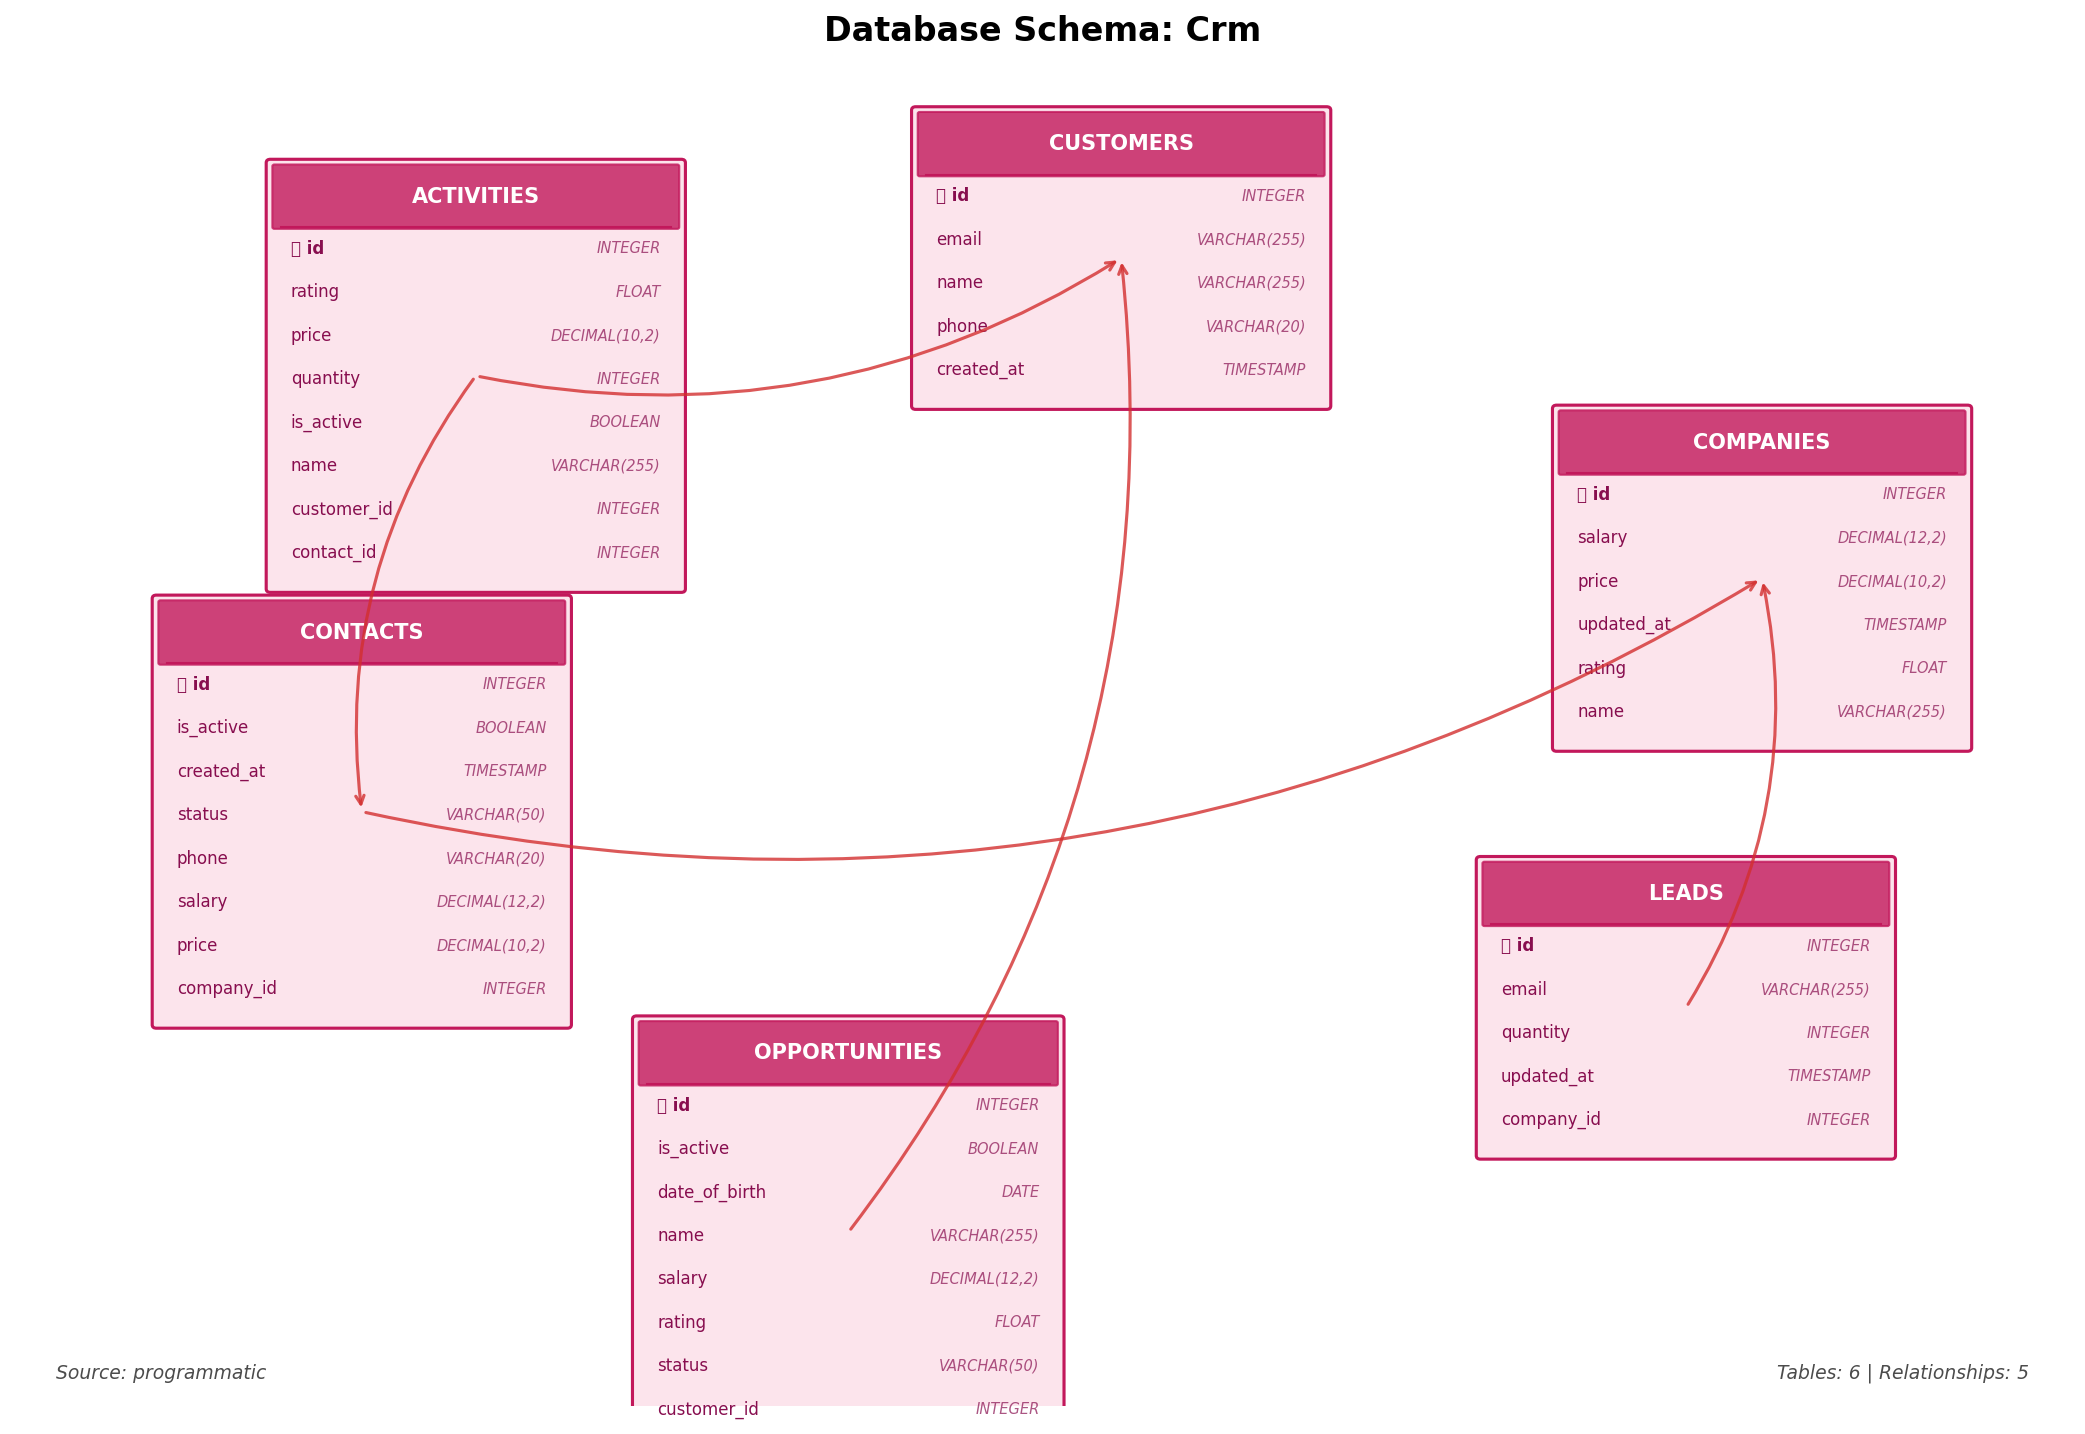 Database Schema: Crm
ACTIVITIES
id INTEGER
rating FLOAT
price DECIMAL(10,2)
quantity INTEGER
is_active BOOLEAN
name VARCHAR(255)
customer_id INTEGER
contact_id INTEGER
CUSTOMERS
id INTEGER
email VARCHAR(255)
name VARCHAR(255)
phone VARCHAR(20)
created_at TIMESTAMP
COMPANIES
id INTEGER
salary DECIMAL(12,2)
price DECIMAL(10,2)
updated_at TIMESTAMP
rating FLOAT
name VARCHAR(255)
CONTACTS
id INTEGER
is_active BOOLEAN
created_at TIMESTAMP
status VARCHAR(50)
phone VARCHAR(20)
salary DECIMAL(12,2)
price DECIMAL(10,2)
company_id INTEGER
LEADS
id INTEGER
email VARCHAR(255)
quantity INTEGER
updated_at TIMESTAMP
company_id INTEGER
OPPORTUNITIES
id INTEGER
is_active BOOLEAN
date_of_birth DATE
name VARCHAR(255)
salary DECIMAL(12,2)
rating FLOAT
status VARCHAR(50)
customer_id INTEGER
Source: programmatic
Tables: 6 | Relationships: 5